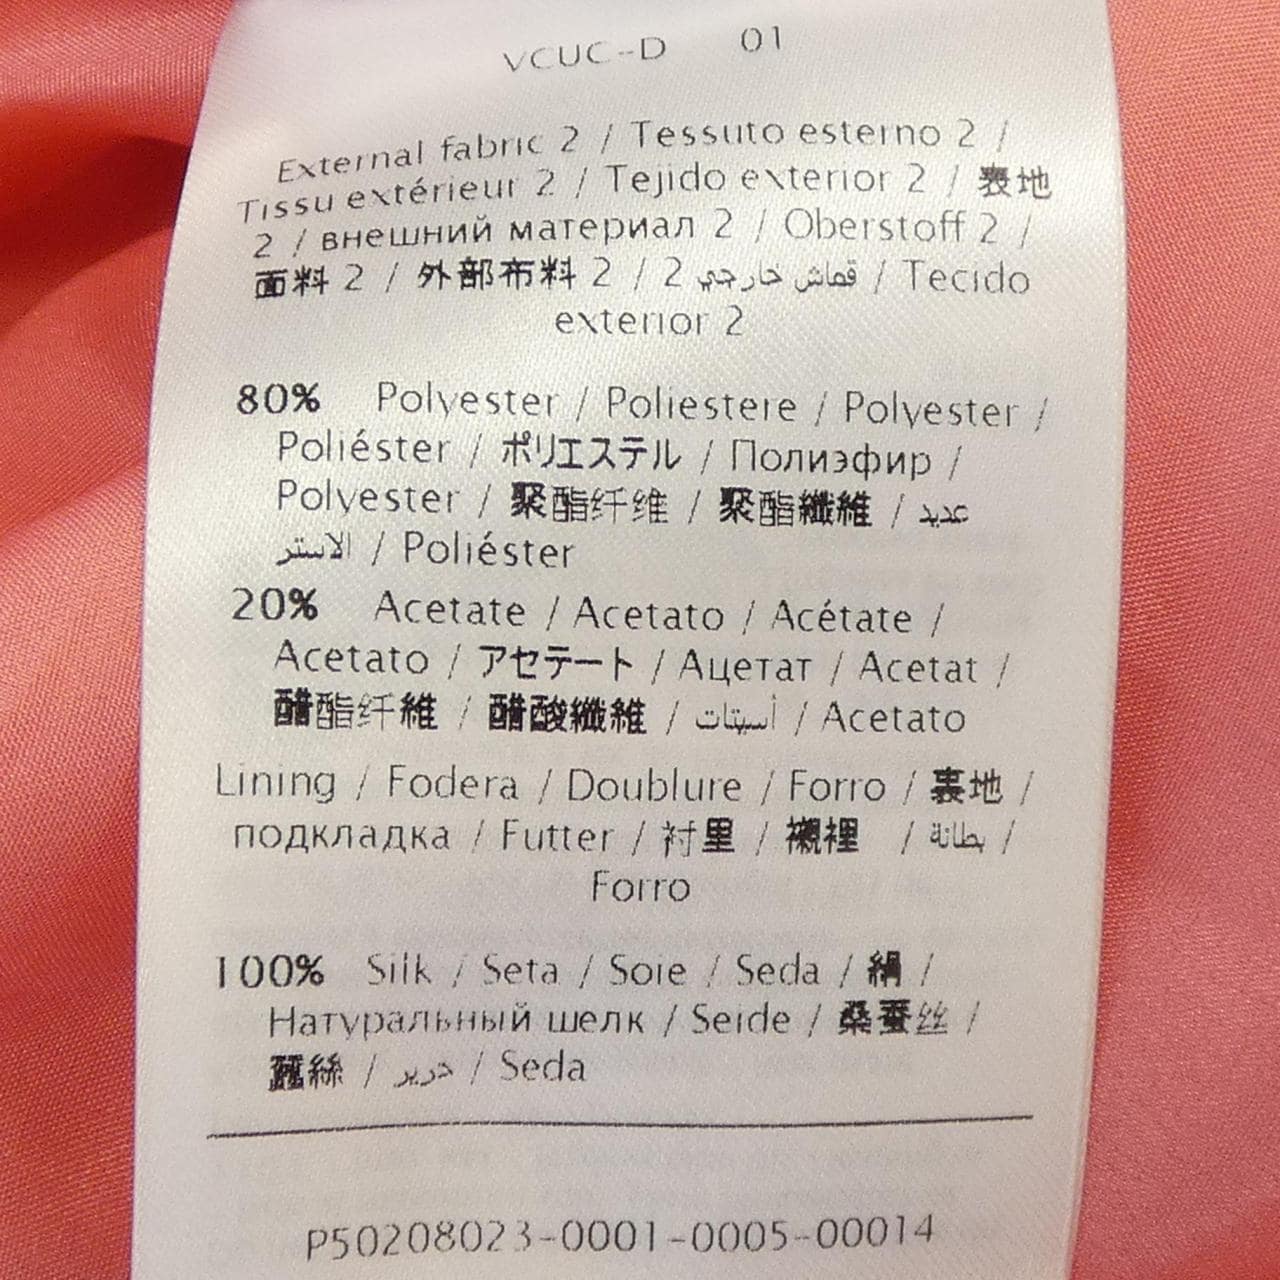 VCUC-D 01
External fabric 2 / Tessuto esterno 2 /
Tissu extérieur 2 / Tejido exterior 2 / 表地
2 / внешний материал 2 / Oberstoff 2 /
面料 2 / 外部布料 2 / قماش خارجي 2 / Tecido
exterior 2
80% Polyester / Poliestere / Polyester /
Poliéster / ポリエステル / Полиэфир /
Polyester / 聚酯纤维 / 聚酯纖維 / عديد
الاستر / Poliéster
20% Acetate / Acetato / Acétate /
Acetato / アセテート / Ацетат / Acetat /
醋酯纤維 / 醋酸纖維 / أسيتات / Acetato
Lining / Fodera / Doublure / Forro / 裏地 /
подкладка / Futter / 衬里 / 襯裡 / بطانة /
Forro
100% Silk / Seta / Soie / Seda / 絹 /
Натуральный шелк / Seide / 桑蚕丝 /
蠶絲 / حرير / Seda
P50208023-0001-0005-00014